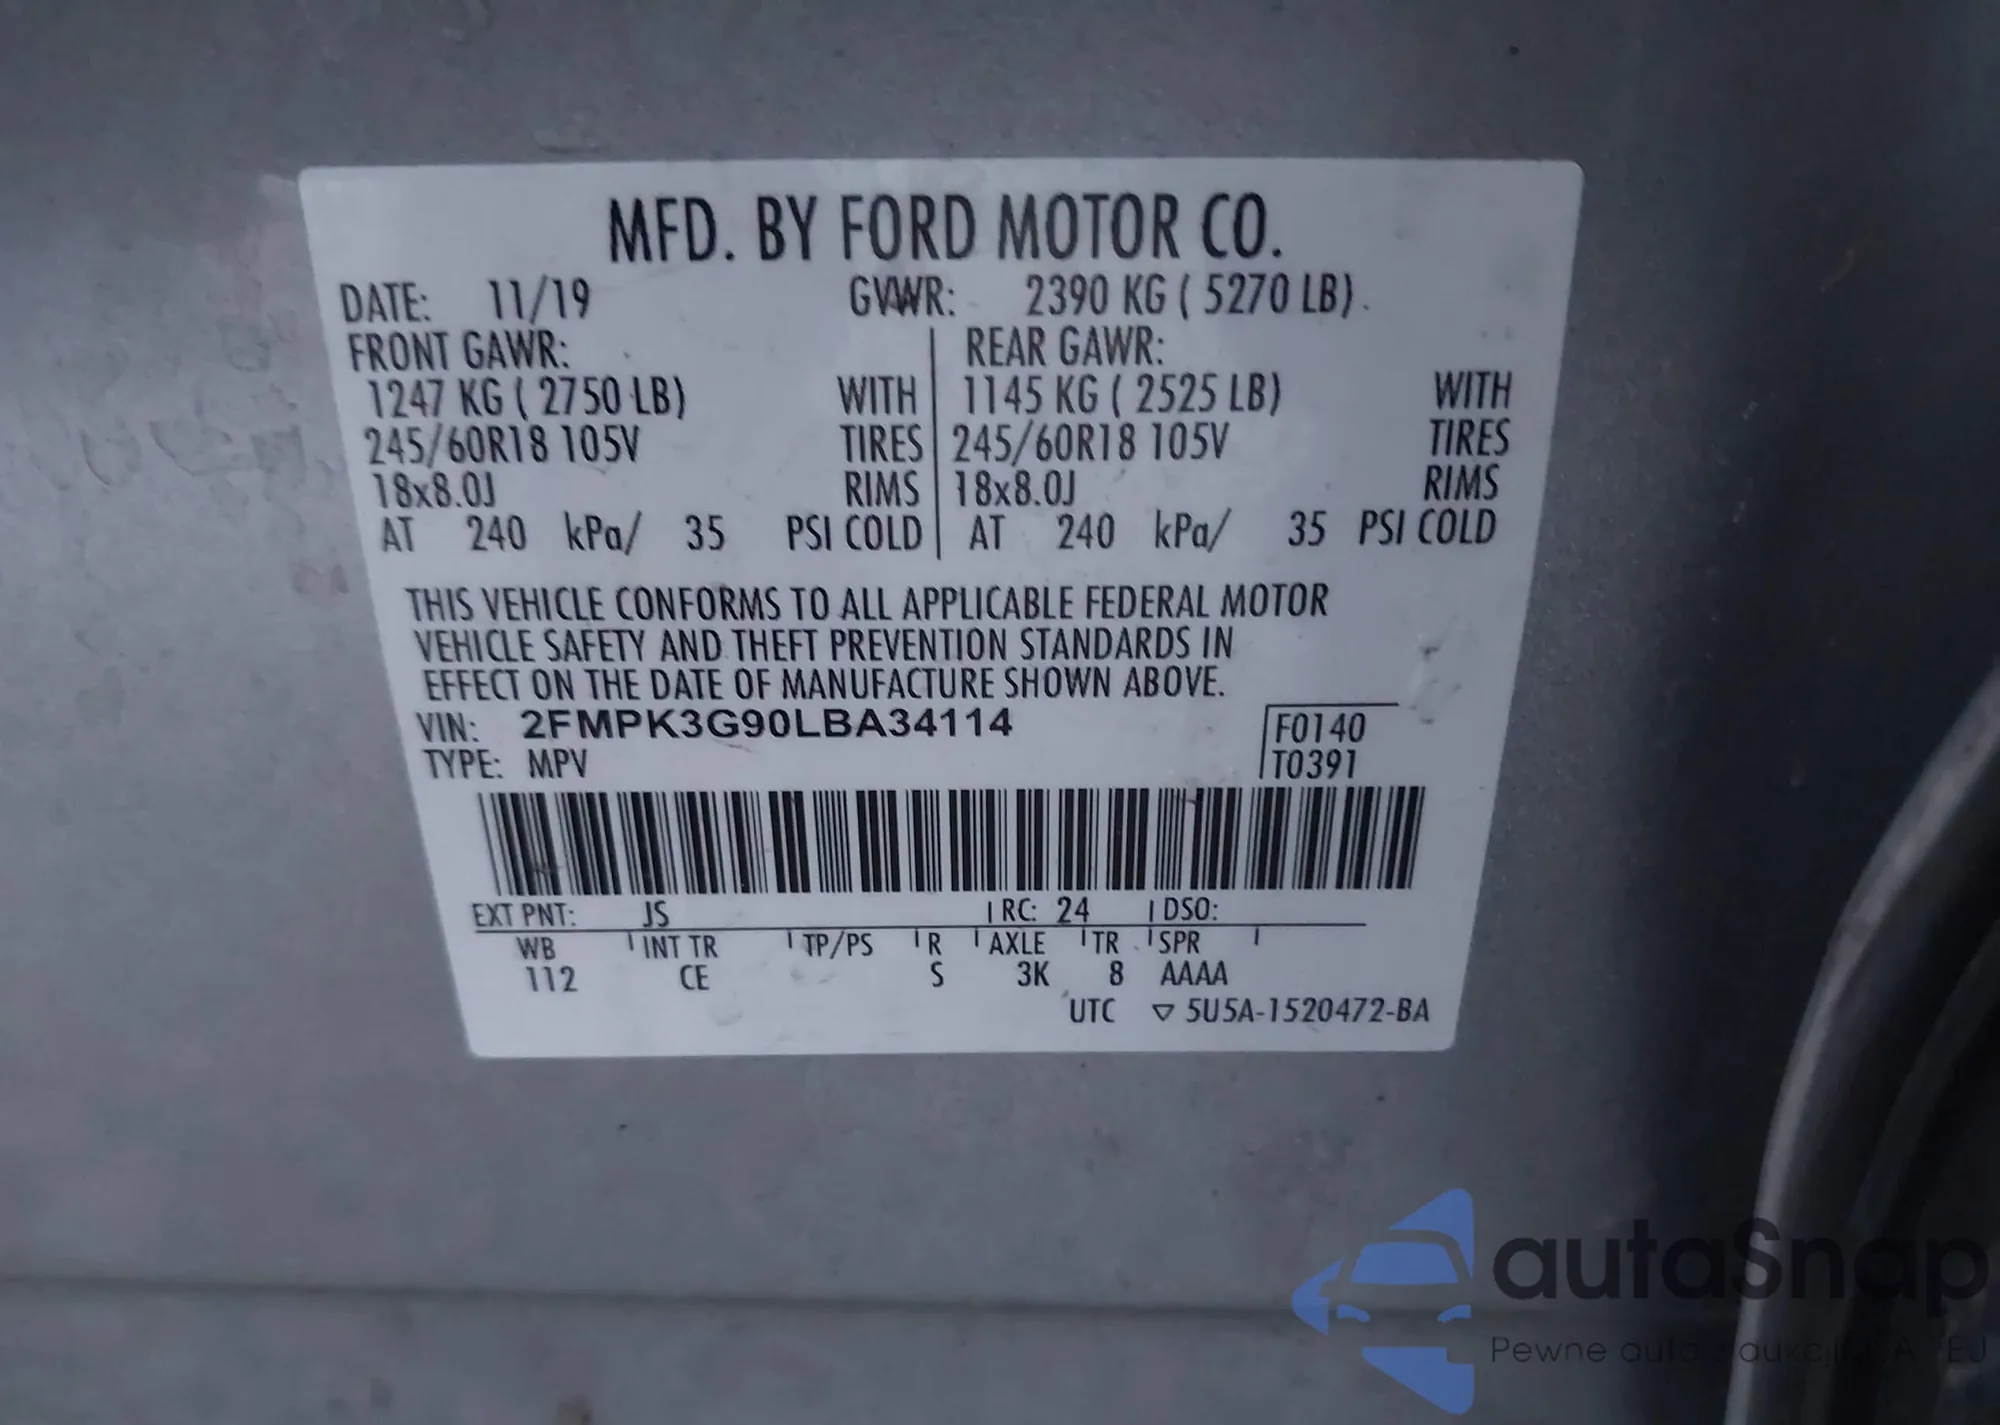 MFD. BY FORD MOTOR CO.
DATE: 11/19 GVWR: 2390 KG ( 5270 LB)
FRONT GAWR: REAR GAWR:
1247 KG ( 2750 LB) WITH 1145 KG ( 2525 LB) WITH
245/60R18 105V TIRES 245/60R18 105V TIRES
18x8.0J RIMS 18x8.0J RIMS
AT 240 kPa/ 35 PSI COLD AT 240 kPa/ 35 PSI COLD
THIS VEHICLE CONFORMS TO ALL APPLICABLE FEDERAL MOTOR
VEHICLE SAFETY AND THEFT PREVENTION STANDARDS IN
EFFECT ON THE DATE OF MANUFACTURE SHOWN ABOVE.
VIN: 2FMPK3G90LBA34114 F0140
TYPE: MPV T0391
EXT PNT: JS RC: 24 DSO:
WB INT TR TP/PS R AXLE TR SPR
112 CE S 3K 8 AAAA
UTC ▽ 5U5A-1520472-BA
autaSnap
Pewne auta